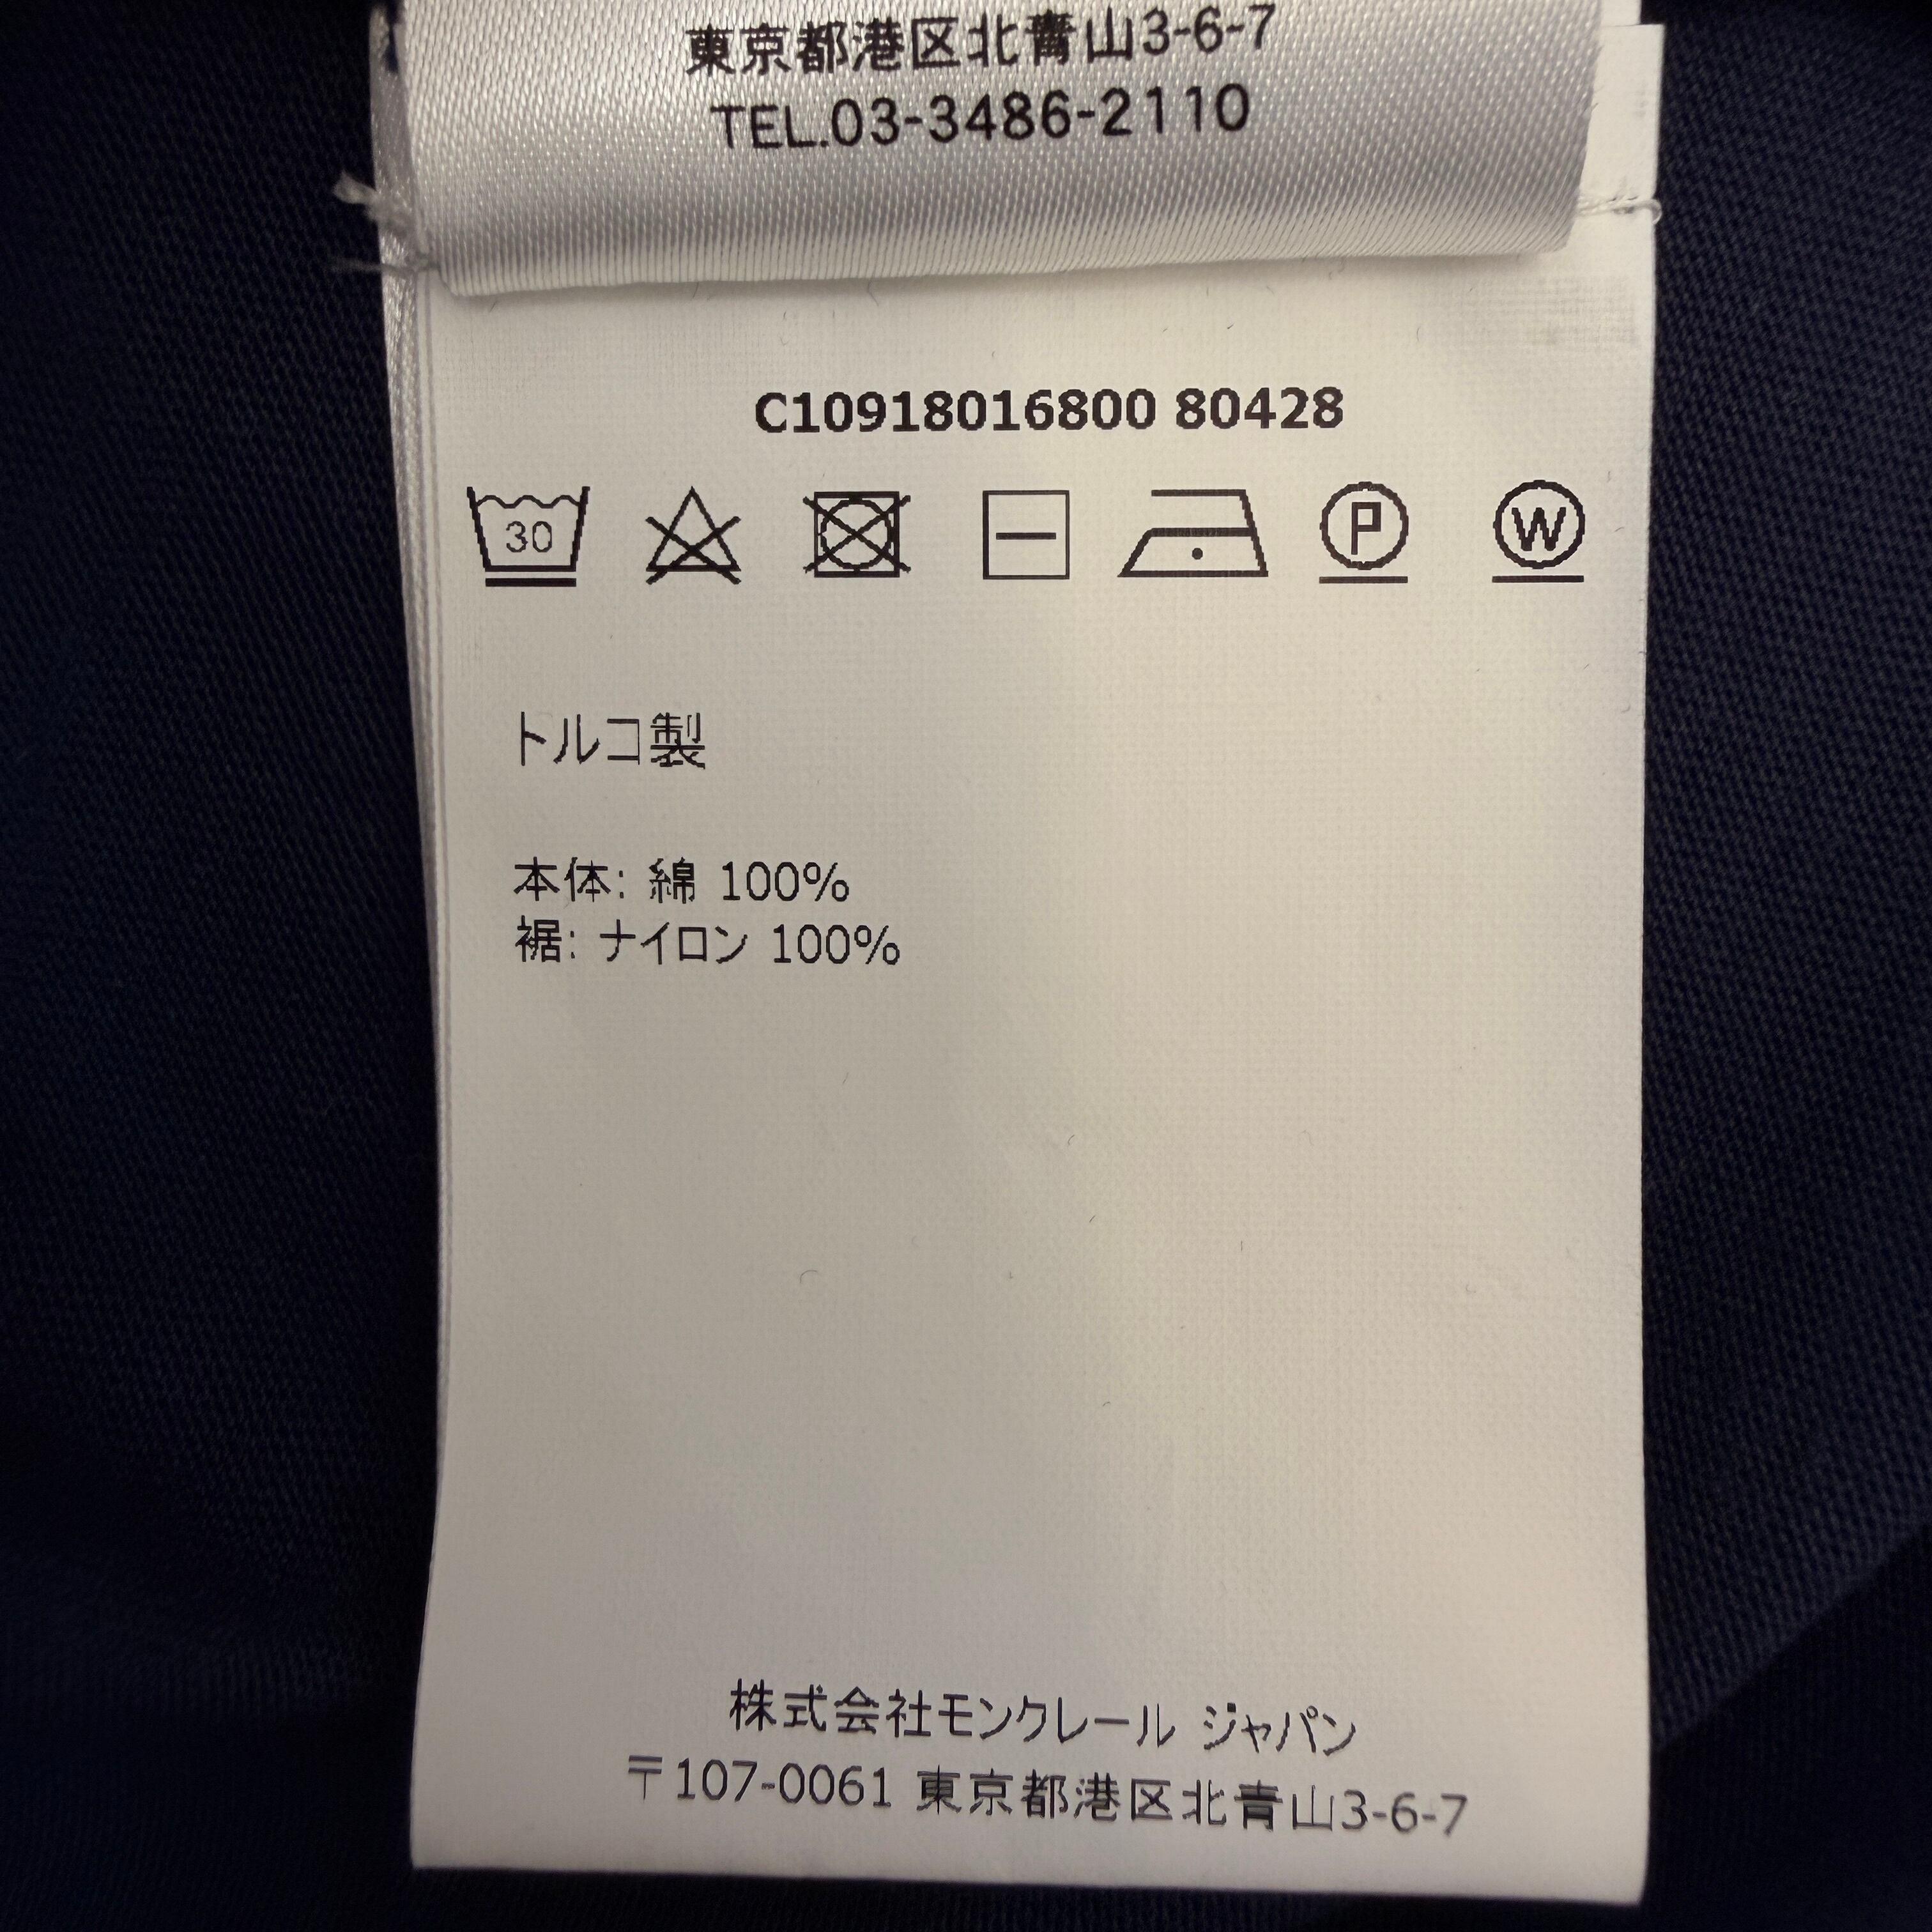 東京都港区北青山3-6-7
TEL.03-3486-2110
C10918016800 80428
30
P
W
トルコ製
本体: 綿 100%
裾: ナイロン 100%
株式会社モンクレール ジャパン
〒107-0061 東京都港区北青山3-6-7